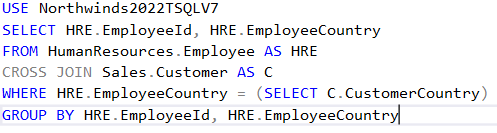 USE Northwinds2022TSQLV7
SELECT HRE.EmployeeId, HRE.EmployeeCountry
FROM HumanResources.Employee AS HRE
CROSS JOIN Sales.Customer AS C
WHERE HRE.EmployeeCountry = (SELECT C.CustomerCountry)
GROUP BY HRE.EmployeeId, HRE.EmployeeCountry